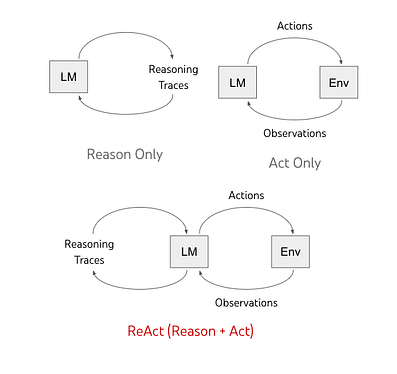 LM
Reasoning
Traces
Reason Only
Actions
LM
Env
Observations
Act Only
Reasoning
Traces
Actions
LM
Env
Observations
ReAct (Reason + Act)